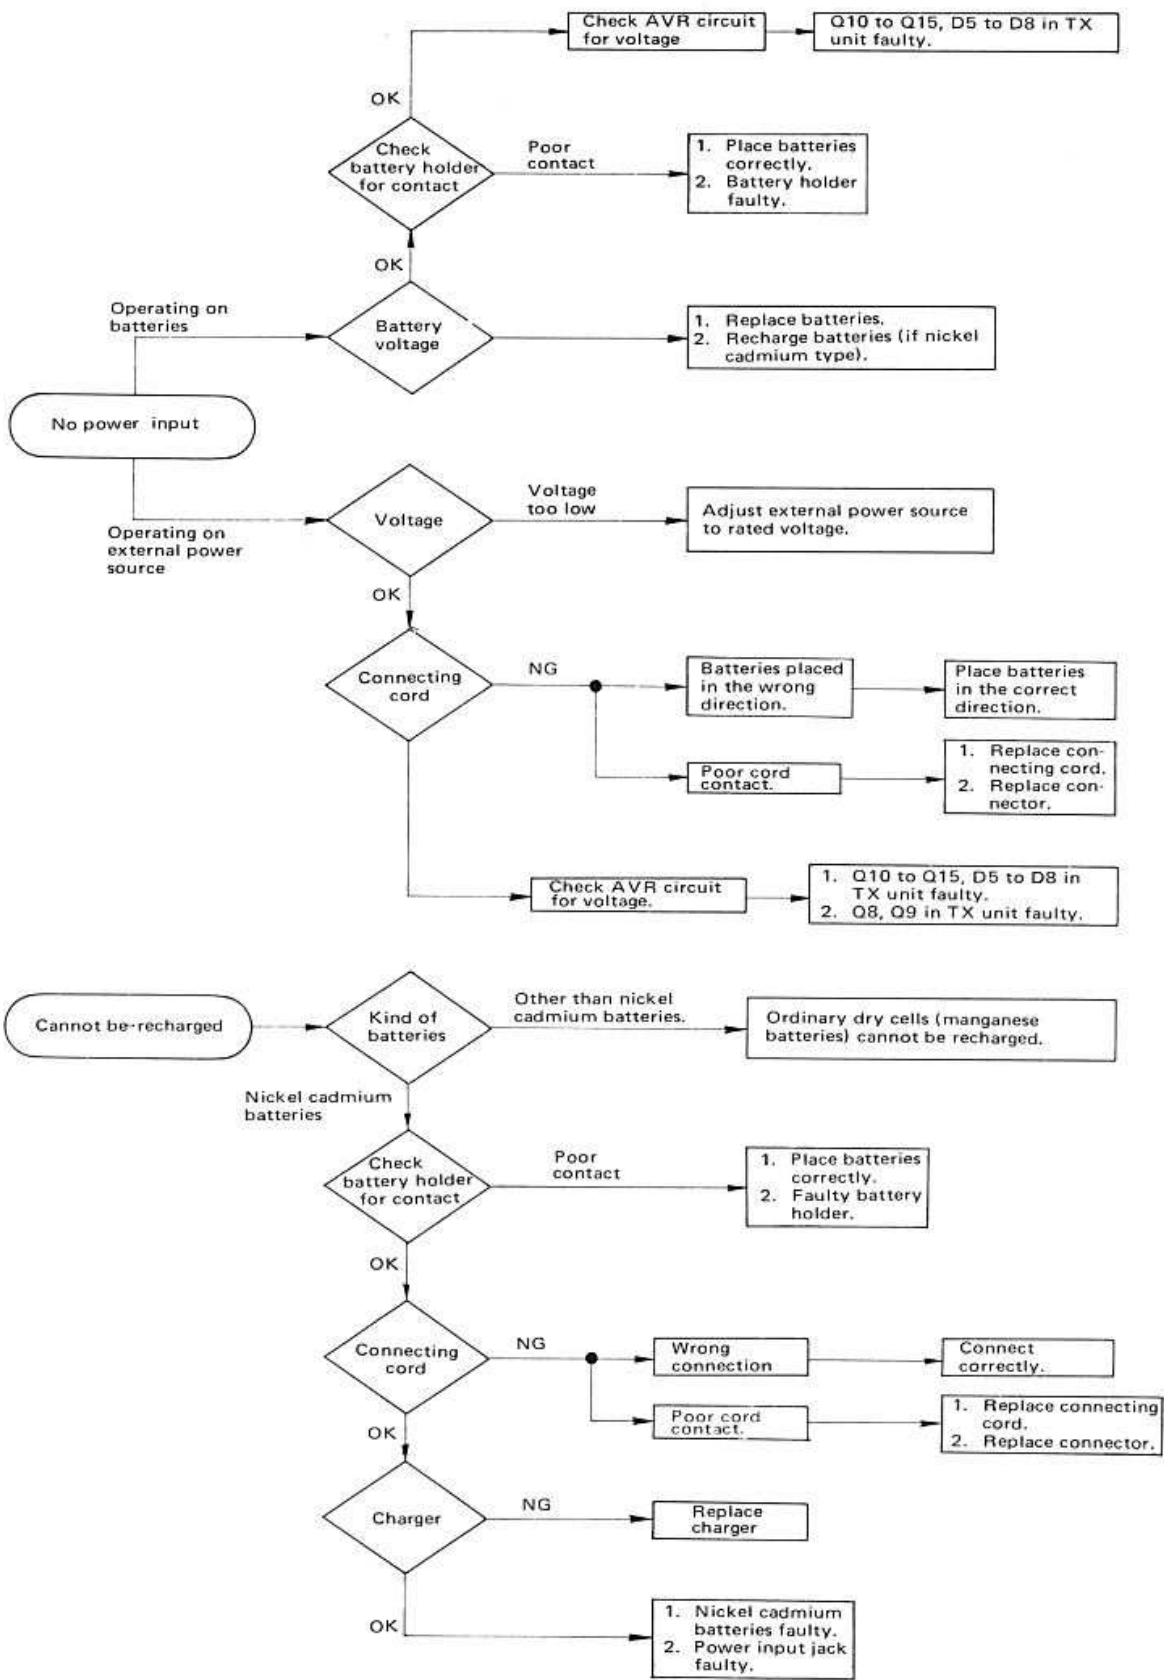 Check AVR circuit
for voltage
Q10 to Q15, D5 to D8 in TX
unit faulty.
OK
Check
battery holder
for contact
Poor
contact
1. Place batteries
correctly.
2. Battery holder
faulty.
OK
Operating on
batteries
Battery
voltage
1. Replace batteries.
2. Recharge batteries (if nickel
cadmium type).
No power input
Voltage
Voltage
too low
Adjust external power source
to rated voltage.
Operating on
external power
source
OK
Connecting
cord
NG
Batteries placed
in the wrong
direction.
Place batteries
in the correct
direction.
Poor cord
contact.
1. Replace con-
necting cord.
2. Replace con-
nector.
Check AVR circuit
for voltage.
1. Q10 to Q15, D5 to D8 in
TX unit faulty.
2. Q8, Q9 in TX unit faulty.
Cannot be-recharged
Kind of
batteries
Other than nickel
cadmium batteries.
Ordinary dry cells (manganese
batteries) cannot be recharged.
Nickel cadmium
batteries
Check
battery holder
for contact
Poor
contact
1. Place batteries
correctly.
2. Faulty battery
holder.
OK
Connecting
cord
NG
Wrong
connection
Connect
correctly.
Poor cord
contact.
1. Replace connecting
cord.
2. Replace connector.
OK
Charger
NG
Replace
charger
OK
1. Nickel cadmium
batteries faulty.
2. Power input jack
faulty.